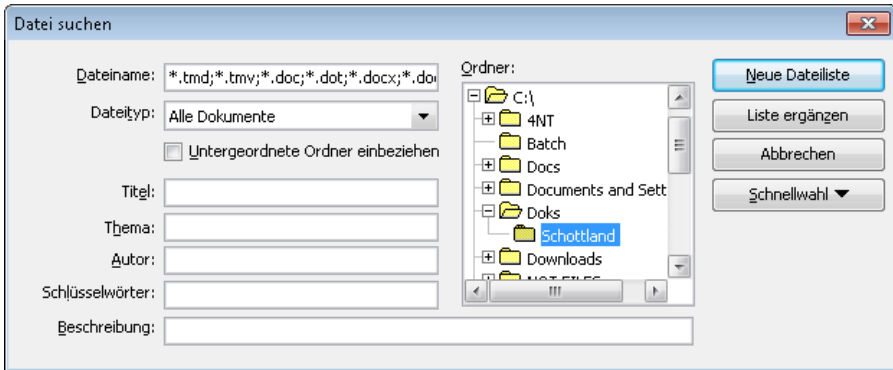 Datei suchen
Dateiname: *.tmd;*.tmv;*.doc;*.dot;*.docx;*.do
Dateityp: Alle Dokumente
Untergeordnete Ordner einbeziehen
Titel:
Thema:
Autor:
Schlüsselwörter:
Beschreibung:
Ordner:
C:\
4NT
Batch
Docs
Documents and Sett
Doks
Schottland
Downloads
Neue Dateiliste
Liste ergänzen
Abbrechen
Schnellwahl